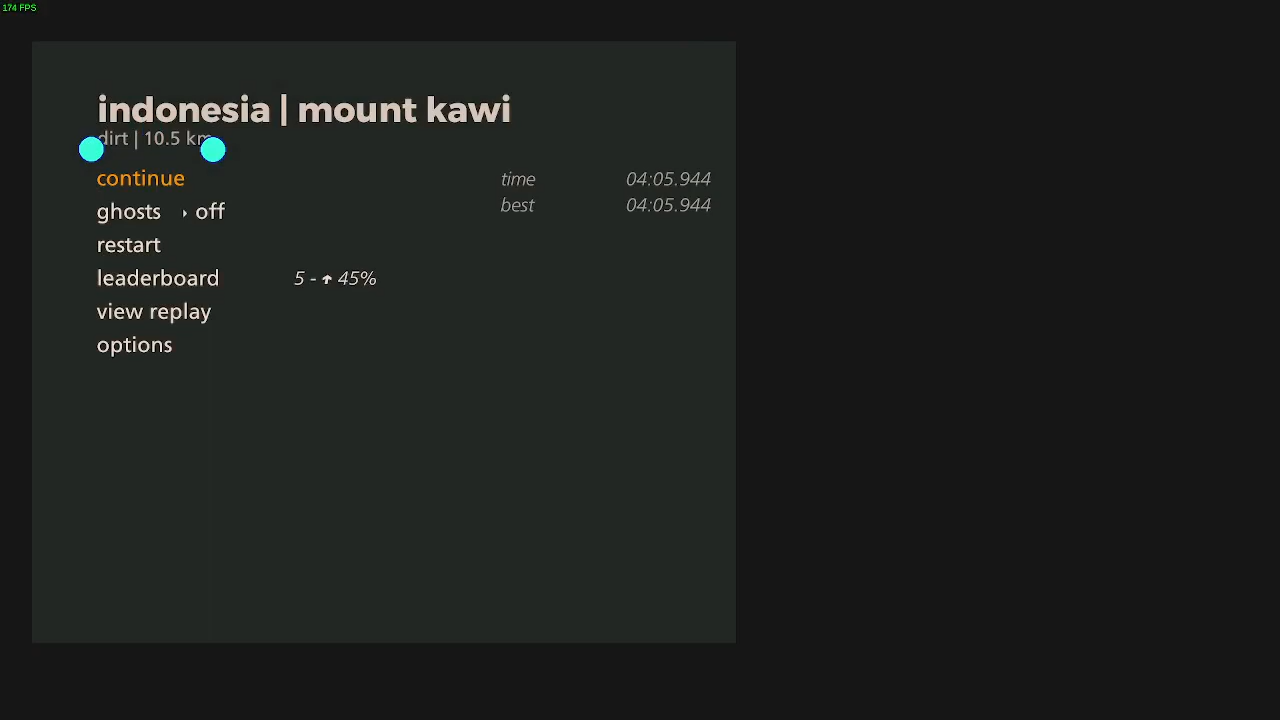 174 FPS
indonesia | mount kawi
dirt | 10.5 km
continue
time 04:05.944
ghosts ‣ off
best 04:05.944
restart
leaderboard 5 - ↑ 45%
view replay
options